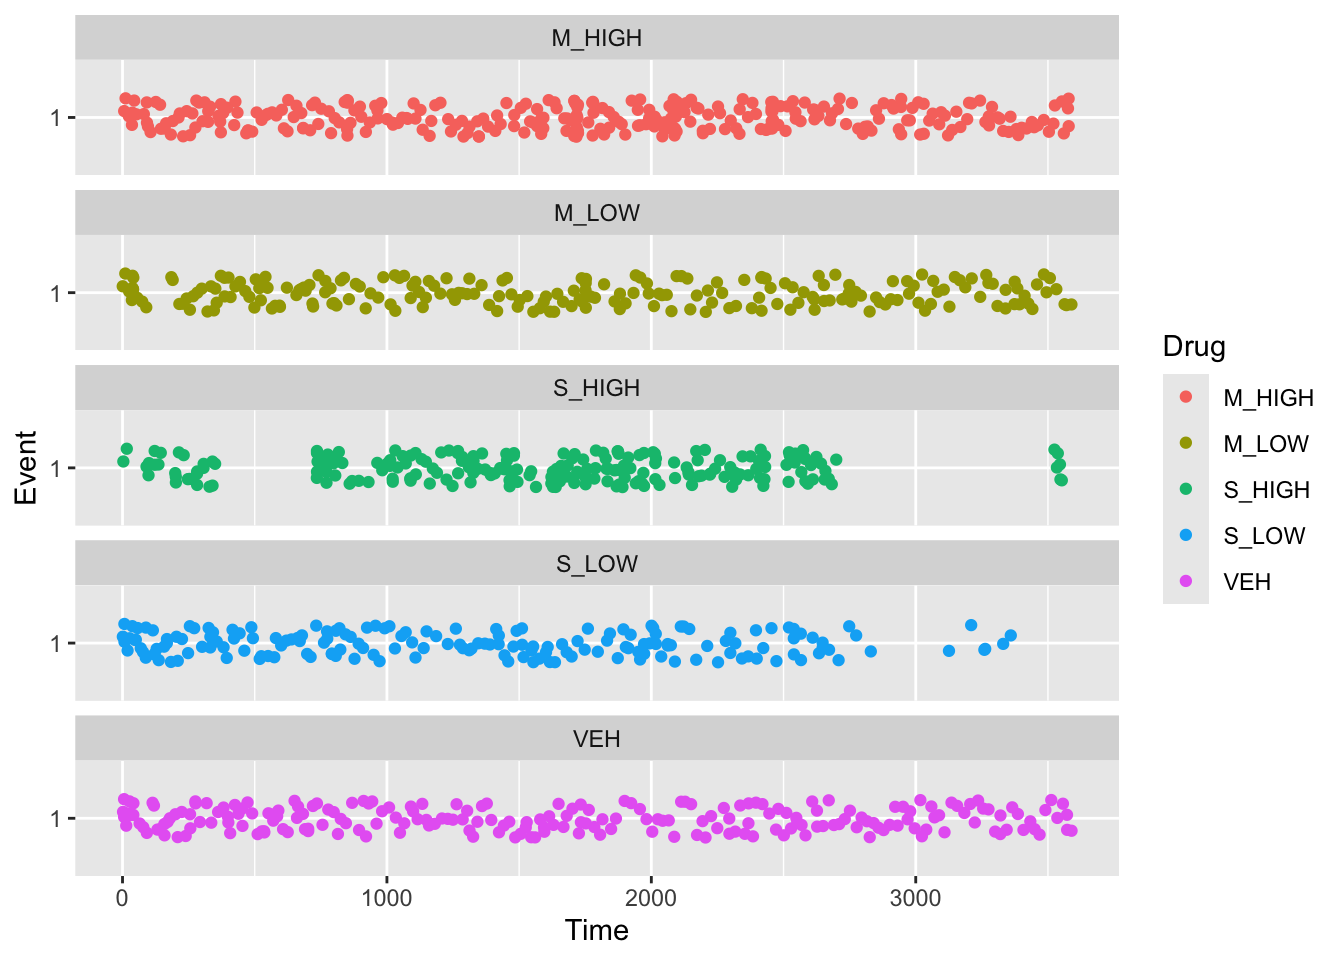 M_HIGH
1
M_LOW
1
S_HIGH
1
S_LOW
1
VEH
1
0 1000 2000 3000
Time
Event
Drug
M_HIGH
M_LOW
S_HIGH
S_LOW
VEH